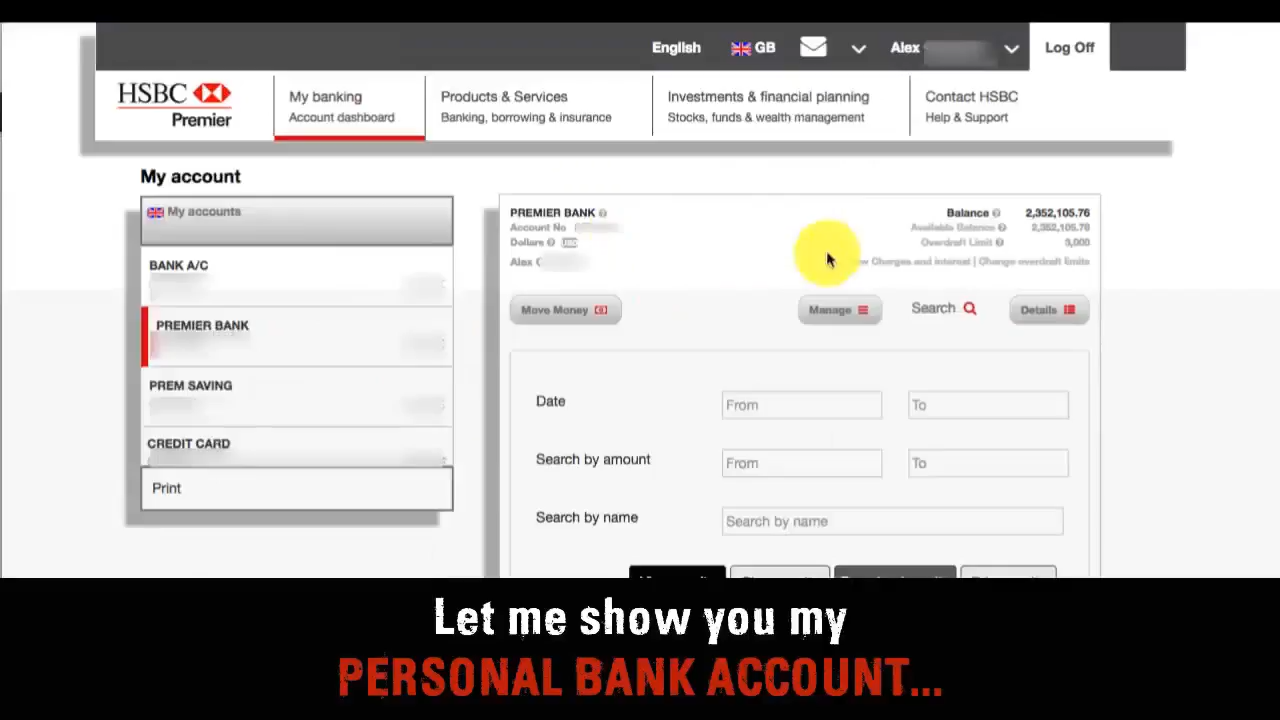 English GB Alex Log Off
HSBC
Premier
My banking
Account dashboard
Products & Services
Banking, borrowing & insurance
Investments & financial planning
Stocks, funds & wealth management
Contact HSBC
Help & Support
My account
My accounts
BANK A/C
PREMIER BANK
PREM SAVING
CREDIT CARD
Print
PREMIER BANK Balance 2,352,105.76
Account No Available Balance 2,352,105.76
Dollars USD Overdraft Limit 3,000
Alex Charges and interest | Change overdraft limits
Move Money Manage Search Details
Date From To
Search by amount From To
Search by name Search by name
Let me show you my
PERSONAL BANK ACCOUNT...